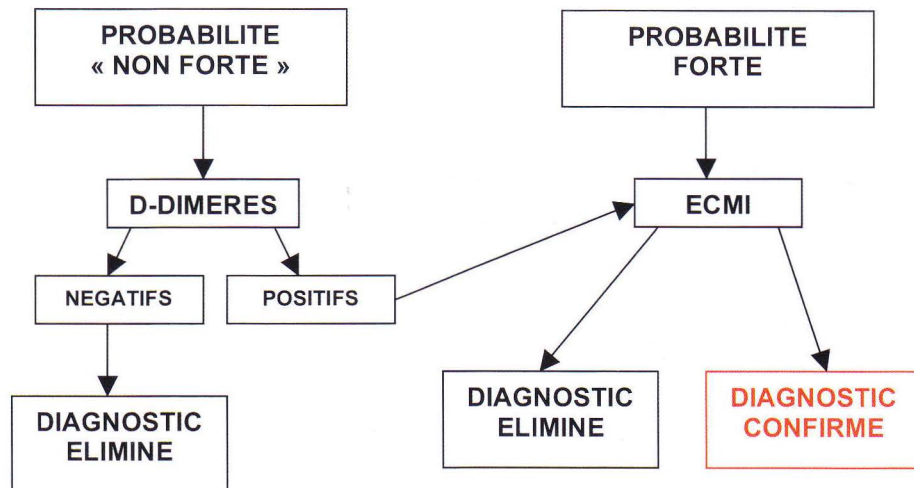 PROBABILITE
« NON FORTE »
PROBABILITE
FORTE
D-DIMERES
ECMI
NEGATIFS
POSITIFS
DIAGNOSTIC
ELIMINE
DIAGNOSTIC
ELIMINE
DIAGNOSTIC
CONFIRME